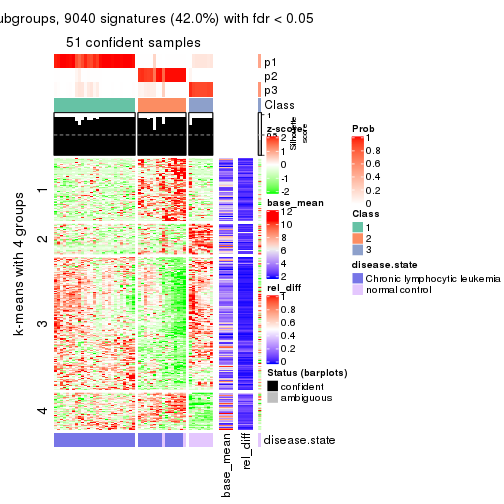 ubgroups, 9040 signatures (42.0%) with fdr < 0.05
51 confident samples
p1
p2
p3
Class
1
Silhouette
score
k-means with 4 groups
1
2
3
4
base_mean
rel_diff
disease.state
z-score
2
1
0
-1
-2
base_mean
12
10
8
6
4
2
rel_diff
1
0.8
0.6
0.4
0.2
0
Status (barplots)
confident
ambiguous
Prob
1
0.8
0.6
0.4
0.2
0
Class
1
2
3
disease.state
Chronic lymphocytic leukemia
normal control